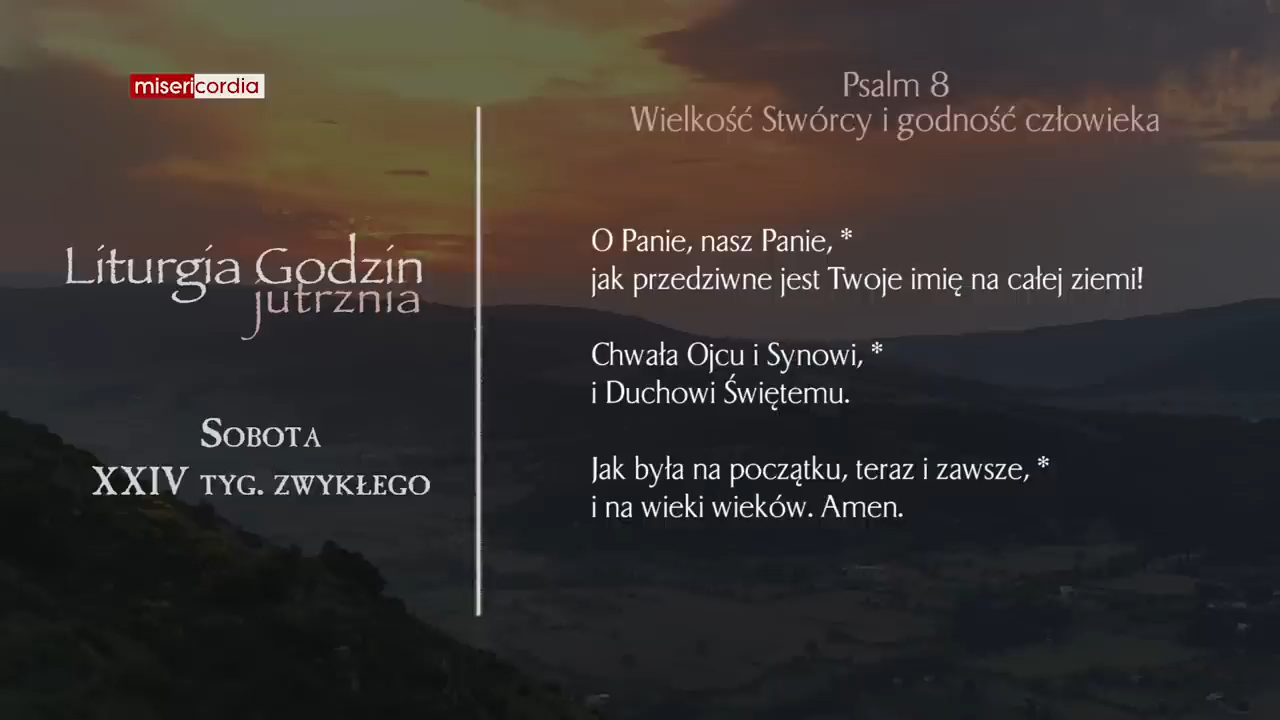 misericordia
Liturgia Godzin
jutrznia
Sobota
XXIV tyg. zwykłego
Psalm 8
Wielkość Stwórcy i godność człowieka
O Panie, nasz Panie, *
jak przedziwne jest Twoje imię na całej ziemi!
Chwała Ojcu i Synowi, *
i Duchowi Świętemu.
Jak była na początku, teraz i zawsze, *
i na wieki wieków. Amen.